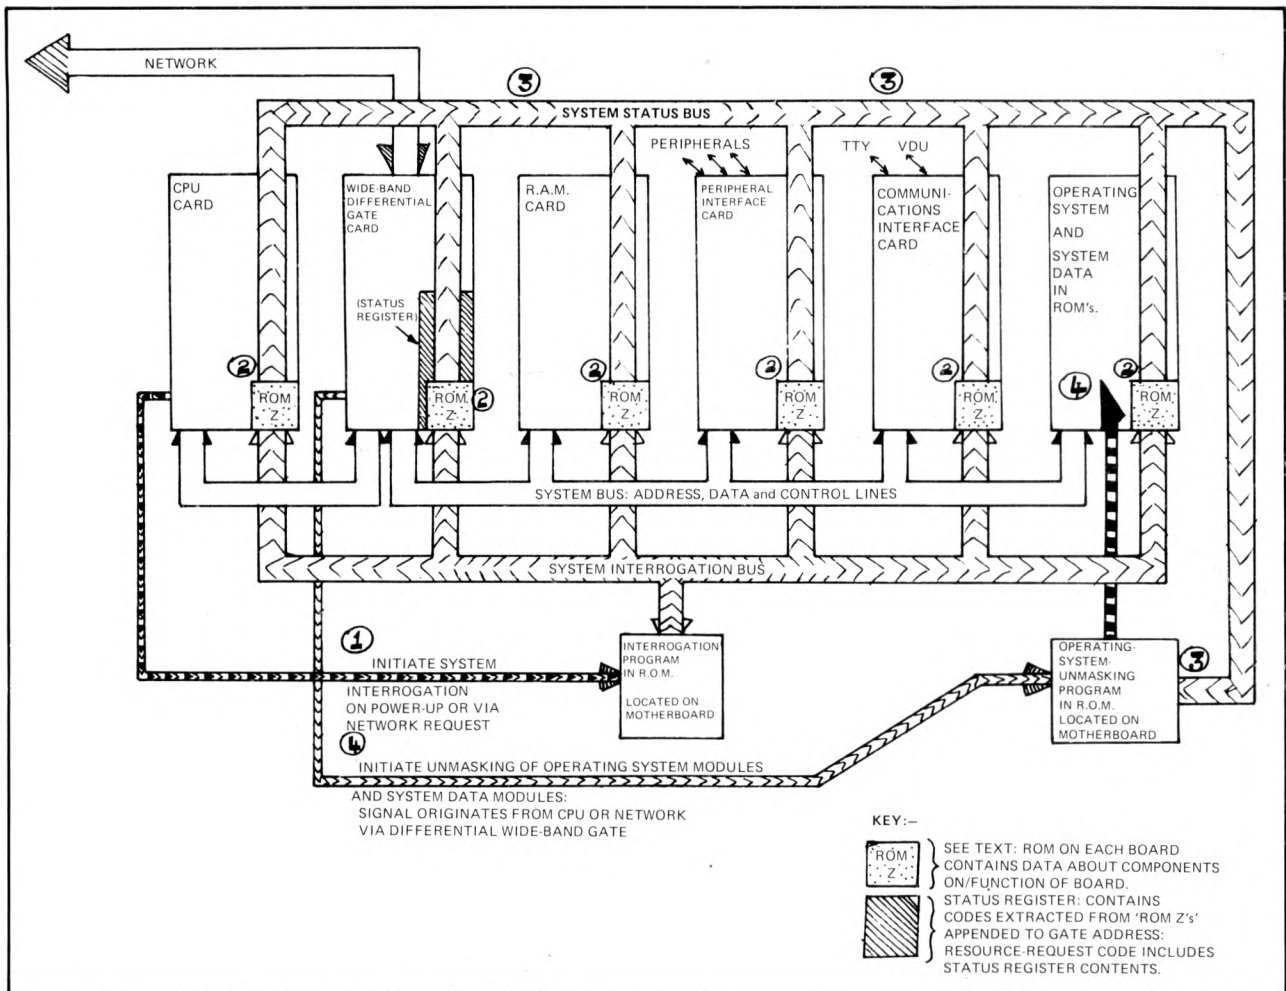 NETWORK
3
3
SYSTEM STATUS BUS
PERIPHERALS
TTY
VDU
CPU
CARD
WIDE-BAND
DIFFERENTIAL
GATE
CARD
R.A.M.
CARD
PERIPHERAL
INTERFACE
CARD
COMMUNI-
CATIONS
INTERFACE
CARD
OPERATING
SYSTEM
AND
SYSTEM
DATA
IN
ROM's.
(STATUS
REGISTER)
2
2
2
2
2
2
4
ROM
Z
ROM
Z
ROM
Z
ROM
Z
ROM
Z
ROM
Z
SYSTEM BUS: ADDRESS, DATA and CONTROL LINES
SYSTEM INTERROGATION BUS
1
INITIATE SYSTEM
INTERROGATION
ON POWER-UP OR VIA
NETWORK REQUEST
INTERROGATION
PROGRAM
IN R.O.M.
LOCATED ON
MOTHERBOARD
OPERATING-
SYSTEM-
UNMASKING
PROGRAM
IN R.O.M.
LOCATED ON
MOTHERBOARD
3
4
INITIATE UNMASKING OF OPERATING SYSTEM MODULES
AND SYSTEM DATA MODULES:
SIGNAL ORIGINATES FROM CPU OR NETWORK
VIA DIFFERENTIAL WIDE-BAND GATE
KEY:–
ROM
Z
SEE TEXT: ROM ON EACH BOARD
CONTAINS DATA ABOUT COMPONENTS
ON/FUNCTION OF BOARD.
STATUS REGISTER: CONTAINS
CODES EXTRACTED FROM 'ROM Z's'
APPENDED TO GATE ADDRESS:
RESOURCE-REQUEST CODE INCLUDES
STATUS REGISTER CONTENTS.